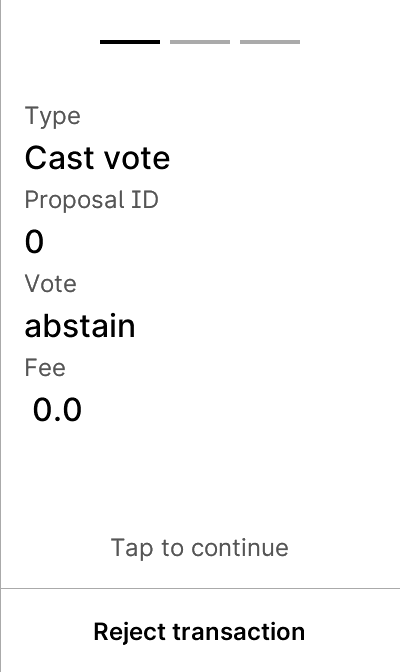 Type
Cast vote
Proposal ID
0
Vote
abstain
Fee
0.0
Tap to continue
Reject transaction